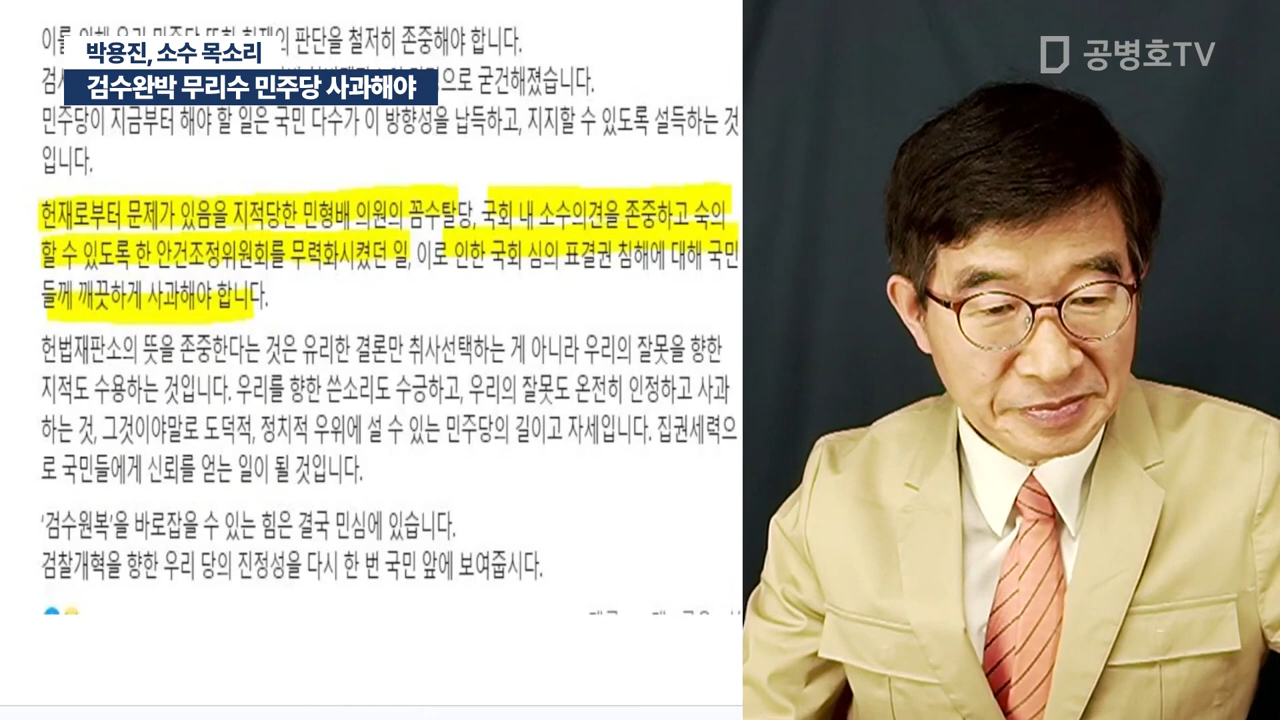 박용진, 소수 목소리
검수완박 무리수 민주당 사과해야
공병호TV
판단을 철저히 존중해야 합니다.
으로 굳건해졌습니다.
민주당이 지금부터 해야 할 일은 국민 다수가 이 방향성을 납득하고, 지지할 수 있도록 설득하는 것
입니다.
헌재로부터 문제가 있음을 지적당한 민형배 의원의 꼼수탈당, 국회 내 소수의견을 존중하고 숙의
할 수 있도록 한 안건조정위원회를 무력화시켰던 일, 이로 인한 국회 심의 표결권 침해에 대해 국민
들께 깨끗하게 사과해야 합니다.
헌법재판소의 뜻을 존중한다는 것은 유리한 결론만 취사선택하는 게 아니라 우리의 잘못을 향한
지적도 수용하는 것입니다. 우리를 향한 쓴소리도 수긍하고, 우리의 잘못도 온전히 인정하고 사과
하는 것, 그것이야말로 도덕적, 정치적 우위에 설 수 있는 민주당의 길이고 자세입니다. 집권세력으
로 국민들에게 신뢰를 얻는 일이 될 것입니다.
'검수원복'을 바로잡을 수 있는 힘은 결국 민심에 있습니다.
검찰개혁을 향한 우리 당의 진정성을 다시 한 번 국민 앞에 보여줍시다.